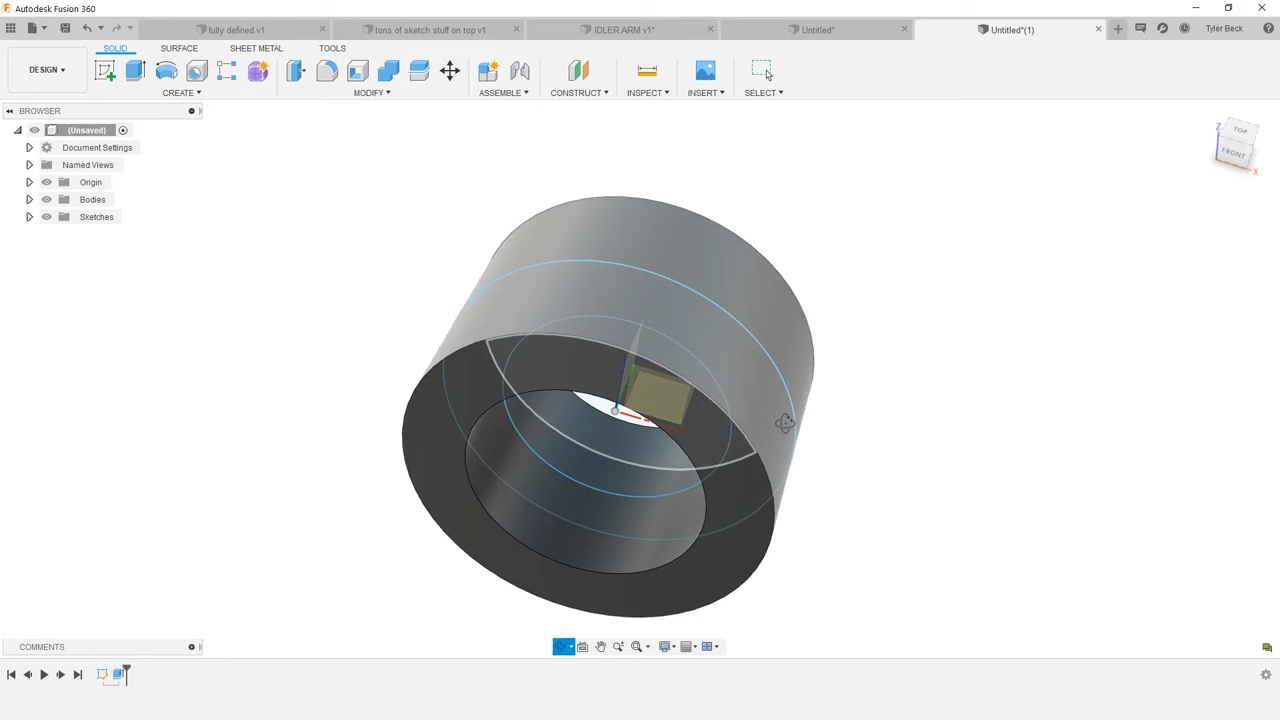 Autodesk Fusion 360
fully defined v1
tons of sketch stuff on top v1
IDLER ARM v1*
Untitled*
Untitled*(1)
Tyler Beck
SOLID
SURFACE
SHEET METAL
TOOLS
DESIGN
CREATE
MODIFY
ASSEMBLE
CONSTRUCT
INSPECT
INSERT
SELECT
BROWSER
(Unsaved)
Document Settings
Named Views
Origin
Bodies
Sketches
TOP
FRONT
Z
X
COMMENTS